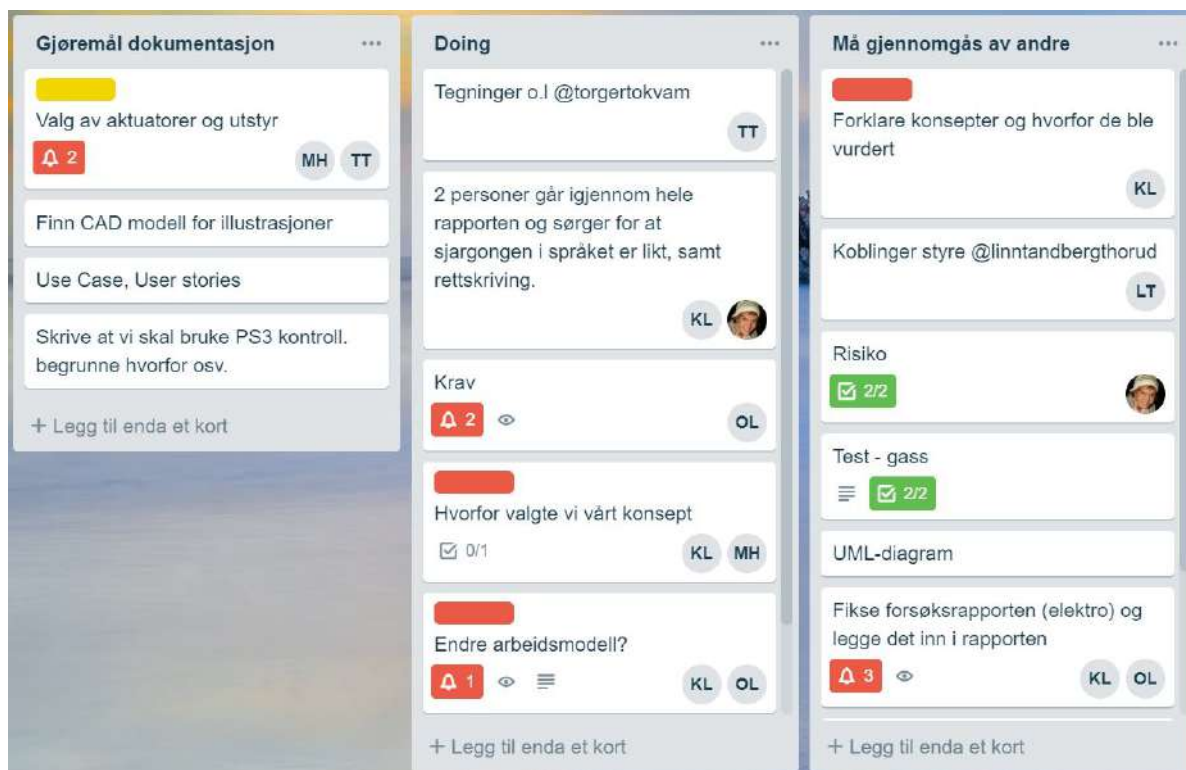 Gjøremål dokumentasjon
Valg av aktuatorer og utstyr
2
MH TT
Finn CAD modell for illustrasjoner
Use Case, User stories
Skrive at vi skal bruke PS3 kontroll.
begrunne hvorfor osv.
+ Legg til enda et kort
Doing
Tegninger o.l @torgertokvam
TT
2 personer går igjennom hele
rapporten og sørger for at
sjargongen i språket er likt, samt
rettskriving.
KL
Krav
2
OL
Hvorfor valgte vi vårt konsept
0/1
KL MH
Endre arbeidsmodell?
1
KL OL
+ Legg til enda et kort
Må gjennomgås av andre
Forklare konsepter og hvorfor de ble
vurdert
KL
Koblinger styre @linntandbergthorud
LT
Risiko
2/2
Test - gass
2/2
UML-diagram
Fikse forsøksrapporten (elektro) og
legge det inn i rapporten
3
KL OL
+ Legg til enda et kort